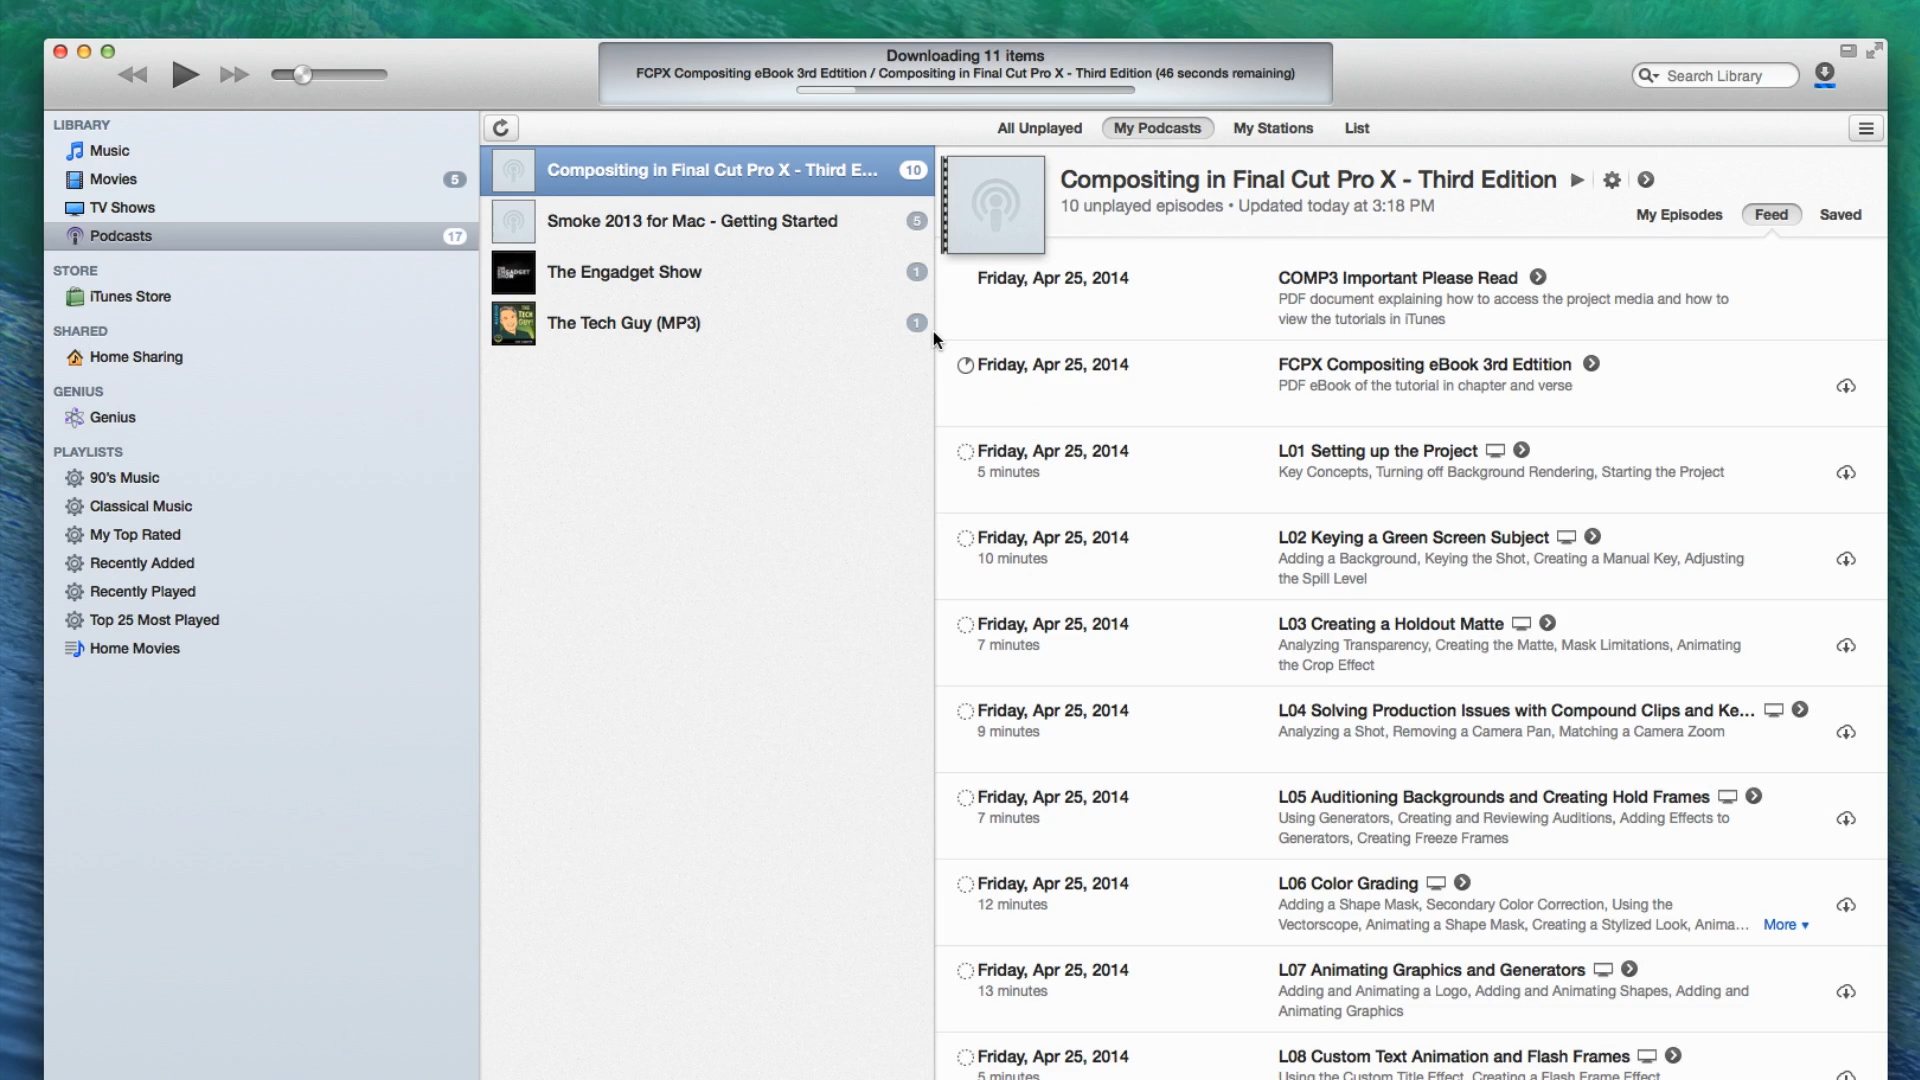 Downloading 11 items
FCPX Compositing eBook 3rd Edtition / Compositing in Final Cut Pro X - Third Edition (46 seconds remaining)
Search Library
LIBRARY
Music
Movies 5
TV Shows
Podcasts 17
STORE
iTunes Store
SHARED
Home Sharing
GENIUS
Genius
PLAYLISTS
90's Music
Classical Music
My Top Rated
Recently Added
Recently Played
Top 25 Most Played
Home Movies
All Unplayed My Podcasts My Stations List
Compositing in Final Cut Pro X - Third E... 10
Smoke 2013 for Mac - Getting Started 5
The Engadget Show 1
The Tech Guy (MP3) 1
Compositing in Final Cut Pro X - Third Edition
10 unplayed episodes • Updated today at 3:18 PM
My Episodes Feed Saved
Friday, Apr 25, 2014 COMP3 Important Please Read
PDF document explaining how to access the project media and how to
view the tutorials in iTunes
Friday, Apr 25, 2014 FCPX Compositing eBook 3rd Edtition
PDF eBook of the tutorial in chapter and verse
Friday, Apr 25, 2014 L01 Setting up the Project
5 minutes Key Concepts, Turning off Background Rendering, Starting the Project
Friday, Apr 25, 2014 L02 Keying a Green Screen Subject
10 minutes Adding a Background, Keying the Shot, Creating a Manual Key, Adjusting
the Spill Level
Friday, Apr 25, 2014 L03 Creating a Holdout Matte
7 minutes Analyzing Transparency, Creating the Matte, Mask Limitations, Animating
the Crop Effect
Friday, Apr 25, 2014 L04 Solving Production Issues with Compound Clips and Ke...
9 minutes Analyzing a Shot, Removing a Camera Pan, Matching a Camera Zoom
Friday, Apr 25, 2014 L05 Auditioning Backgrounds and Creating Hold Frames
7 minutes Using Generators, Creating and Reviewing Auditions, Adding Effects to
Generators, Creating Freeze Frames
Friday, Apr 25, 2014 L06 Color Grading
12 minutes Adding a Shape Mask, Secondary Color Correction, Using the
Vectorscope, Animating a Shape Mask, Creating a Stylized Look, Anima... More
Friday, Apr 25, 2014 L07 Animating Graphics and Generators
13 minutes Adding and Animating a Logo, Adding and Animating Shapes, Adding and
Animating Graphics
Friday, Apr 25, 2014 L08 Custom Text Animation and Flash Frames
5 minutes Using the Custom Title Effect, Creating a Flash Frame Effect